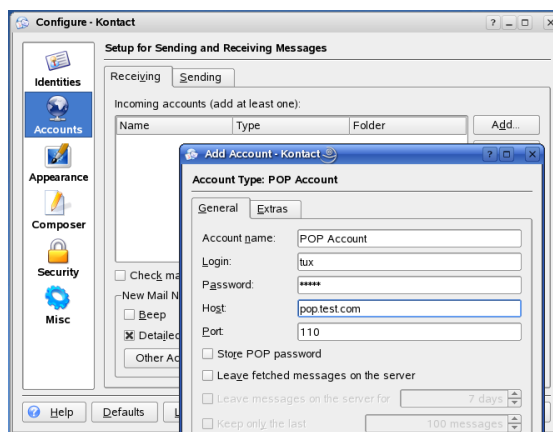 Configure - Kontact
Setup for Sending and Receiving Messages
Identities
Accounts
Appearance
Composer
Security
Misc
Receiving
Sending
Incoming accounts (add at least one):
Name
Type
Folder
Add...
Check ma
New Mail N
Beep
Detailed
Other Ac
Help
Defaults
Add Account - Kontact
Account Type: POP Account
General
Extras
Account name: POP Account
Login: tux
Password: *****
Host: pop.test.com
Port: 110
Store POP password
Leave fetched messages on the server
Leave messages on the server for 7 days
Keep only the last 100 messages